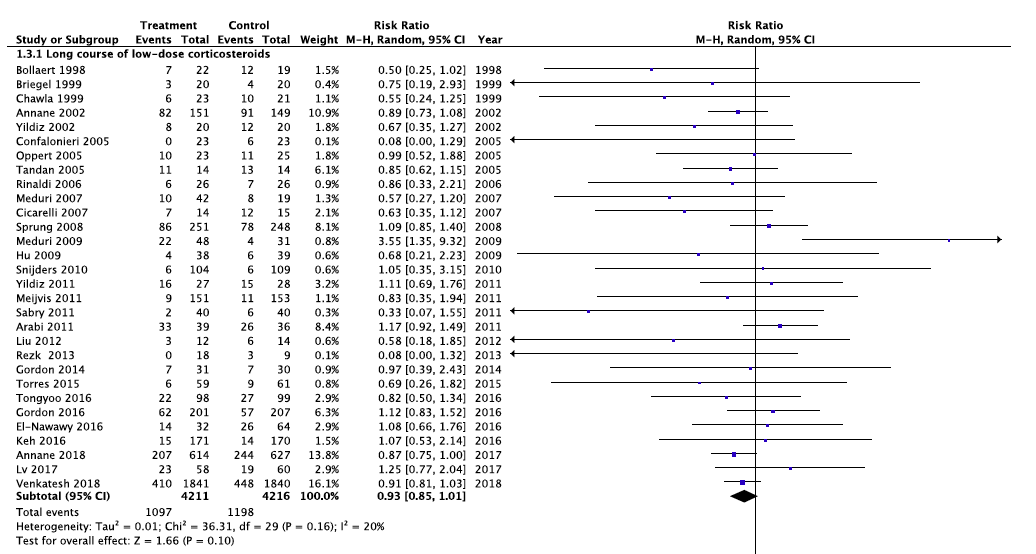 Treatment Control Risk Ratio Risk Ratio
Study or Subgroup Events Total Events Total Weight M-H, Random, 95% CI Year M-H, Random, 95% CI
1.3.1 Long course of low-dose corticosteroids
Bollaert 1998 7 22 12 19 1.5% 0.50 [0.25, 1.02] 1998
Briegel 1999 3 20 4 20 0.4% 0.75 [0.19, 2.93] 1999
Chawla 1999 6 23 10 21 1.1% 0.55 [0.24, 1.25] 1999
Annane 2002 82 151 91 149 10.9% 0.89 [0.73, 1.08] 2002
Yildiz 2002 8 20 12 20 1.8% 0.67 [0.35, 1.27] 2002
Confalonieri 2005 0 23 6 23 0.1% 0.08 [0.00, 1.29] 2005
Oppert 2005 10 23 11 25 1.8% 0.99 [0.52, 1.88] 2005
Tandan 2005 11 14 13 14 6.1% 0.85 [0.62, 1.15] 2005
Rinaldi 2006 6 26 7 26 0.9% 0.86 [0.33, 2.21] 2006
Meduri 2007 10 42 8 19 1.3% 0.57 [0.27, 1.20] 2007
Cicarelli 2007 7 14 12 15 2.1% 0.63 [0.35, 1.12] 2007
Sprung 2008 86 251 78 248 8.1% 1.09 [0.85, 1.40] 2008
Meduri 2009 22 48 4 31 0.8% 3.55 [1.35, 9.32] 2009
Hu 2009 4 38 6 39 0.6% 0.68 [0.21, 2.23] 2009
Snijders 2010 6 104 6 109 0.6% 1.05 [0.35, 3.15] 2010
Yildiz 2011 16 27 15 28 3.2% 1.11 [0.69, 1.76] 2011
Meijvis 2011 9 151 11 153 1.1% 0.83 [0.35, 1.94] 2011
Sabry 2011 2 40 6 40 0.3% 0.33 [0.07, 1.55] 2011
Arabi 2011 33 39 26 36 8.4% 1.17 [0.92, 1.49] 2011
Liu 2012 3 12 6 14 0.6% 0.58 [0.18, 1.85] 2012
Rezk 2013 0 18 3 9 0.1% 0.08 [0.00, 1.32] 2013
Gordon 2014 7 31 7 30 0.9% 0.97 [0.39, 2.43] 2014
Torres 2015 6 59 9 61 0.9% 0.69 [0.26, 1.82] 2015
Tongyoo 2016 22 98 27 99 2.9% 0.82 [0.50, 1.34] 2016
Gordon 2016 62 201 57 207 6.3% 1.12 [0.83, 1.52] 2016
El-Nawawy 2016 14 32 26 64 2.9% 1.08 [0.66, 1.76] 2016
Keh 2016 15 171 14 170 1.5% 1.07 [0.53, 2.14] 2016
Annane 2018 207 614 244 627 13.8% 0.87 [0.75, 1.00] 2017
Lv 2017 23 58 19 60 2.9% 1.25 [0.77, 2.04] 2017
Venkatesh 2018 410 1841 448 1840 16.1% 0.91 [0.81, 1.03] 2018
Subtotal (95% CI) 4211 4216 100.0% 0.93 [0.85, 1.01]
Total events 1097 1198
Heterogeneity: Tau² = 0.01; Chi² = 36.31, df = 29 (P = 0.16); I² = 20%
Test for overall effect: Z = 1.66 (P = 0.10)